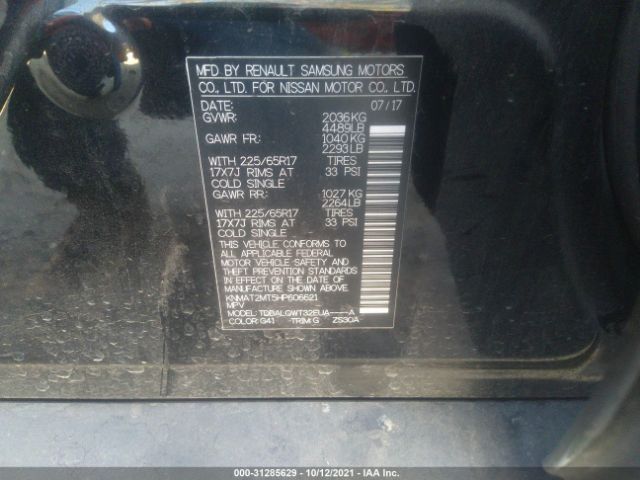 MFD BY RENAULT SAMSUNG MOTORS
CO., LTD. FOR NISSAN MOTOR CO., LTD.
DATE: 07/17
GVWR: 2036KG
4489LB
GAWR FR: 1040KG
2293LB
WITH 225/65R17 TIRES
17X7J RIMS AT 33 PSI
COLD SINGLE
GAWR RR: 1027KG
2264LB
WITH 225/65R17 TIRES
17X7J RIMS AT 33 PSI
COLD SINGLE
THIS VEHICLE CONFORMS TO
ALL APPLICABLE FEDERAL
MOTOR VEHICLE SAFETY AND
THEFT PREVENTION STANDARDS
IN EFFECT ON THE DATE OF
MANUFACTURE SHOWN ABOVE.
KNMAT2MT5HP606621
MPV
MODEL: TDBALGWT32EUA-----A
COLOR: G41 -TRIM:G ZS30A
000-31285629 - 10/12/2021 - IAA Inc.